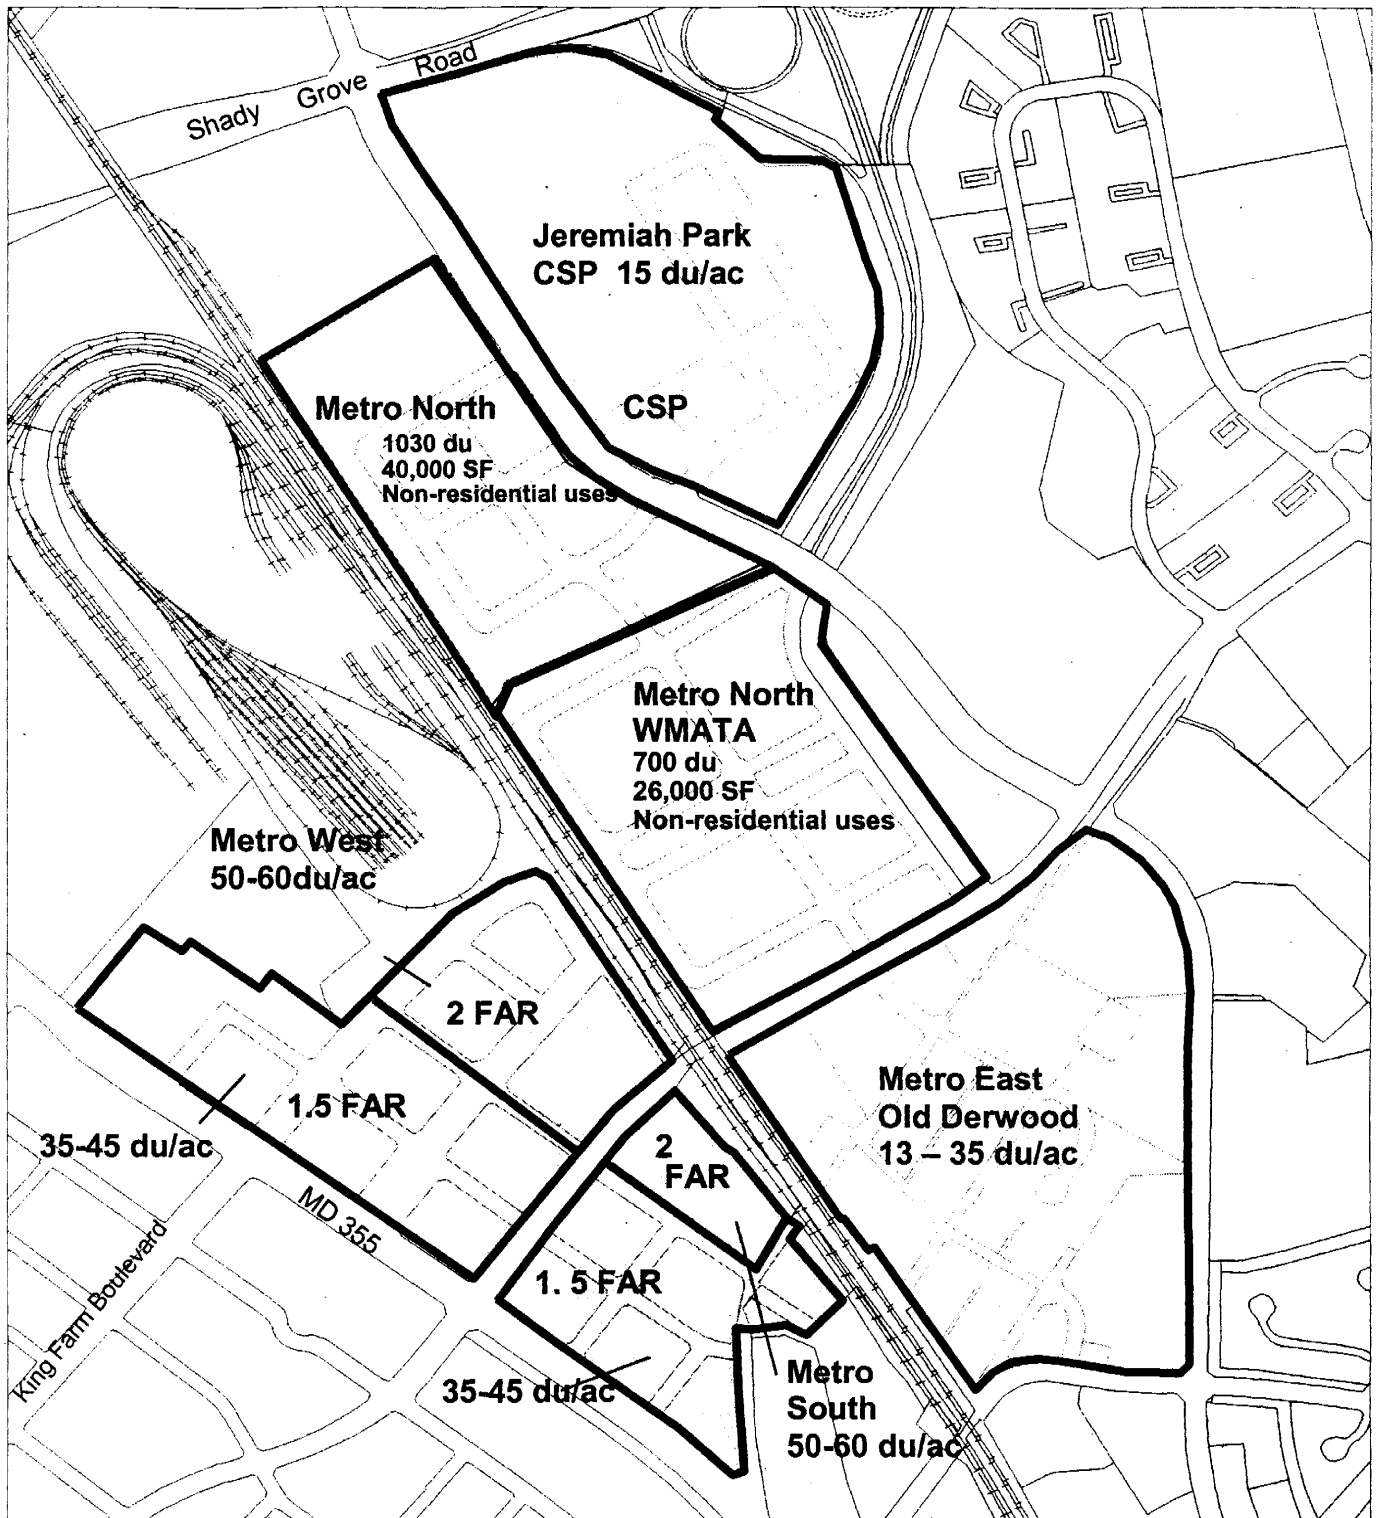 Shady Grove Road
Jeremiah Park
CSP 15 du/ac
CSP
Metro North
1030 du
40,000 SF
Non-residential uses
Metro North
WMATA
700 du
26,000 SF
Non-residential uses
Metro West
50-60du/ac
2 FAR
1.5 FAR
35-45 du/ac
Metro East
Old Derwood
13 – 35 du/ac
2
FAR
MD 355
King Farm Boulevard
1. 5 FAR
35-45 du/ac
Metro
South
50-60 du/ac